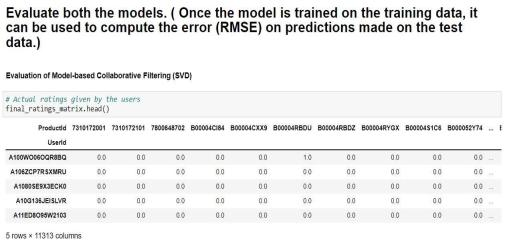 Evaluate both the models. ( Once the model is trained on the training data, it
can be used to compute the error (RMSE) on predictions made on the test
data.)
Evaluation of Model-based Collaborative Filtering (SVD)
# Actual ratings given by the users
final_ratings_matrix.head()
ProductId 7310172001 7310172101 7800648702 B00004CI84 B00004CXX9 B00004RBDU B00004RBDZ B00004RYGX B00004S1C6 B000052Y74 ...
UserId
A100WO06OQR8BQ 0.0 0.0 0.0 0.0 0.0 1.0 0.0 0.0 0.0 0.0 ...
A106ZCP7RSXMRU 0.0 0.0 0.0 0.0 0.0 0.0 0.0 0.0 0.0 0.0 ...
A1080SE9X3ECK0 0.0 0.0 0.0 0.0 0.0 0.0 0.0 0.0 0.0 0.0 ...
A10G136JEISLVR 0.0 0.0 0.0 0.0 0.0 0.0 0.0 0.0 0.0 0.0 ...
A11ED8O95W2103 0.0 0.0 0.0 0.0 0.0 0.0 0.0 0.0 0.0 0.0 ...
5 rows × 11313 columns